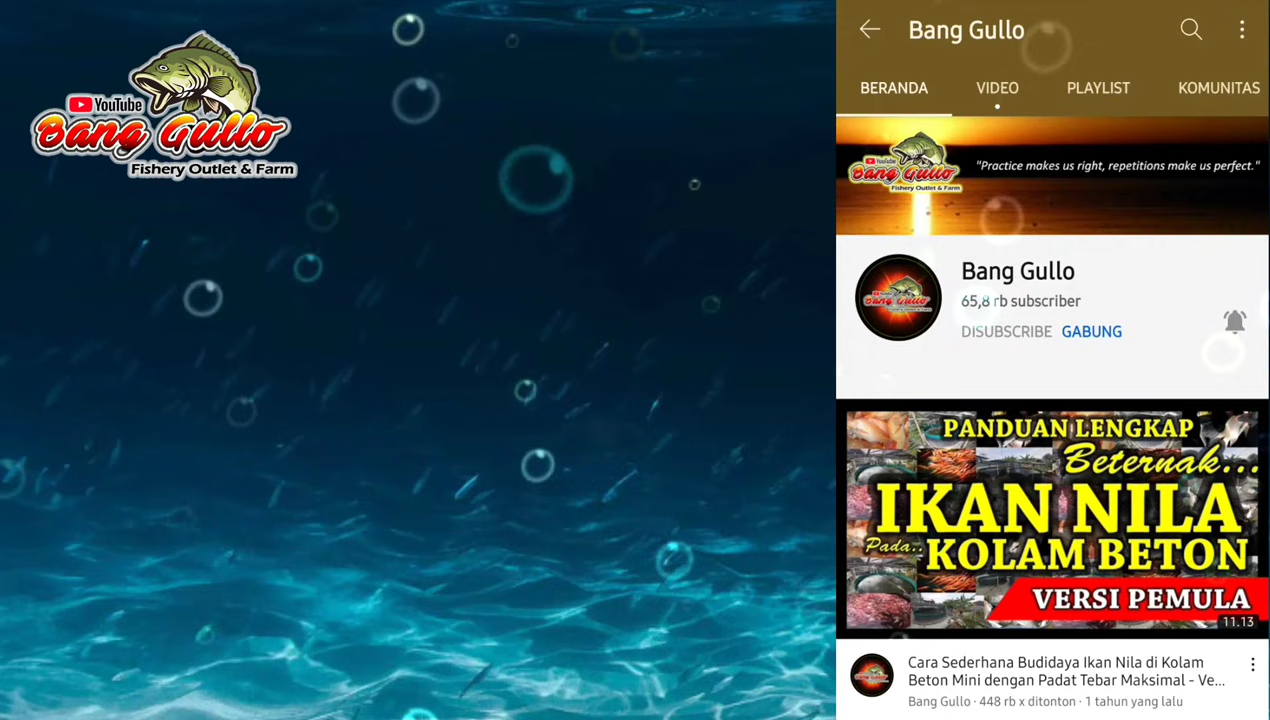 YouTube
Bang Gullo
Fishery Outlet & Farm
Bang Gullo
BERANDA
VIDEO
PLAYLIST
KOMUNITAS
YouTube
Bang Gullo
Fishery Outlet & Farm
"Practice makes us right, repetitions make us perfect."
Bang Gullo
Bang Gullo
65,8 rb subscriber
DISUBSCRIBE GABUNG
PANDUAN LENGKAP
Beternak...
IKAN NILA
Pada..
KOLAM BETON
VERSI PEMULA
11.13
Cara Sederhana Budidaya Ikan Nila di Kolam
Beton Mini dengan Padat Tebar Maksimal - Ve...
Bang Gullo · 448 rb x ditonton · 1 tahun yang lalu